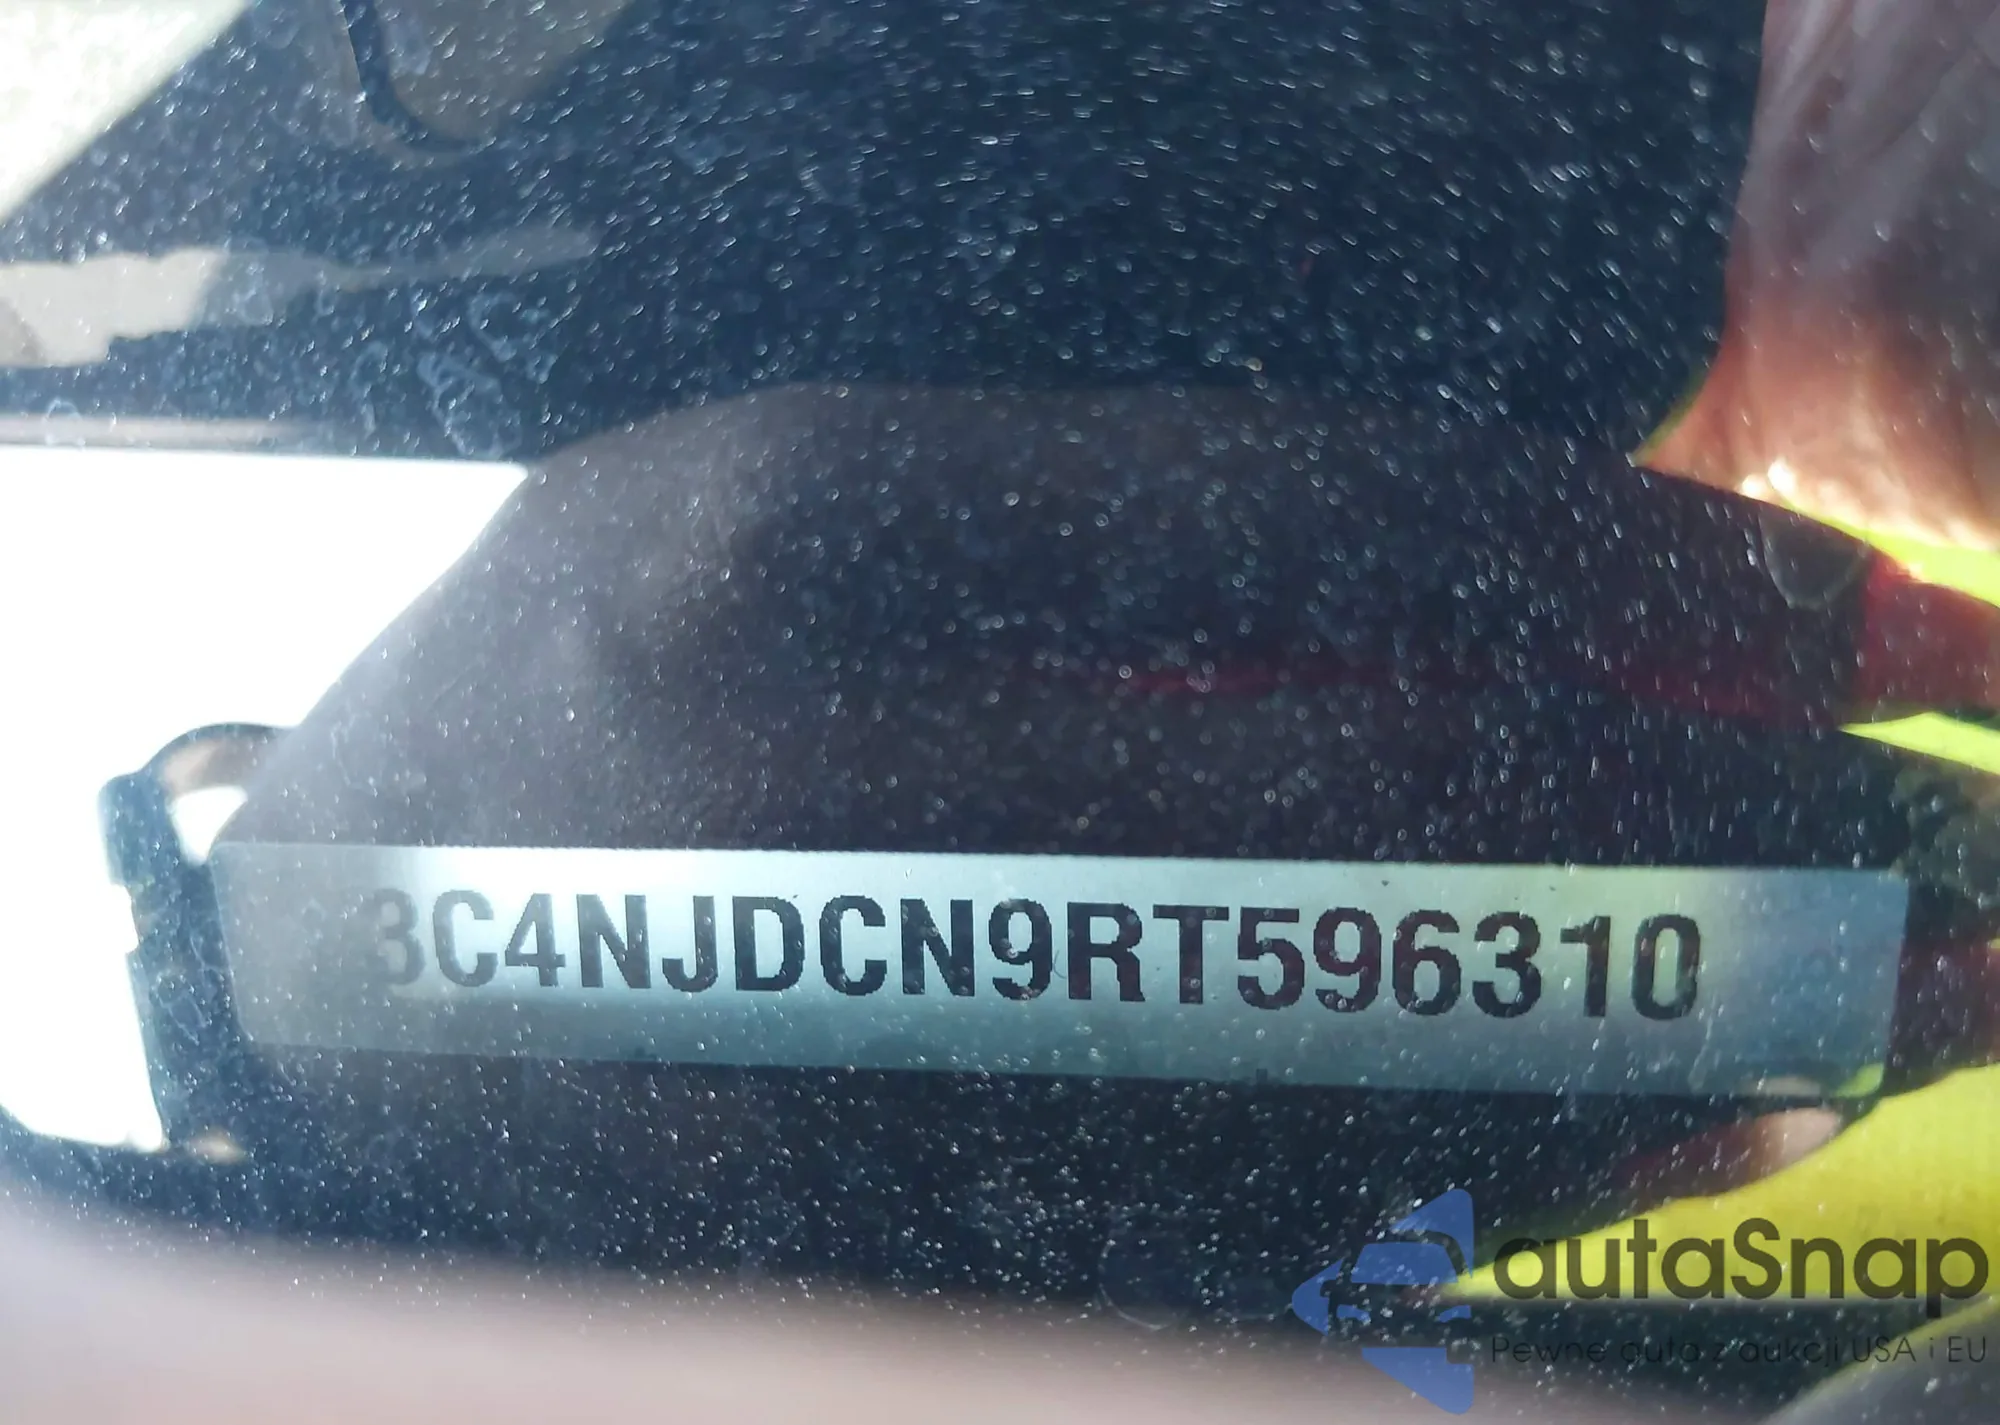 3C4NJDCN9RT596310
autaSnap
Pewne auta z aukcji USA i EU